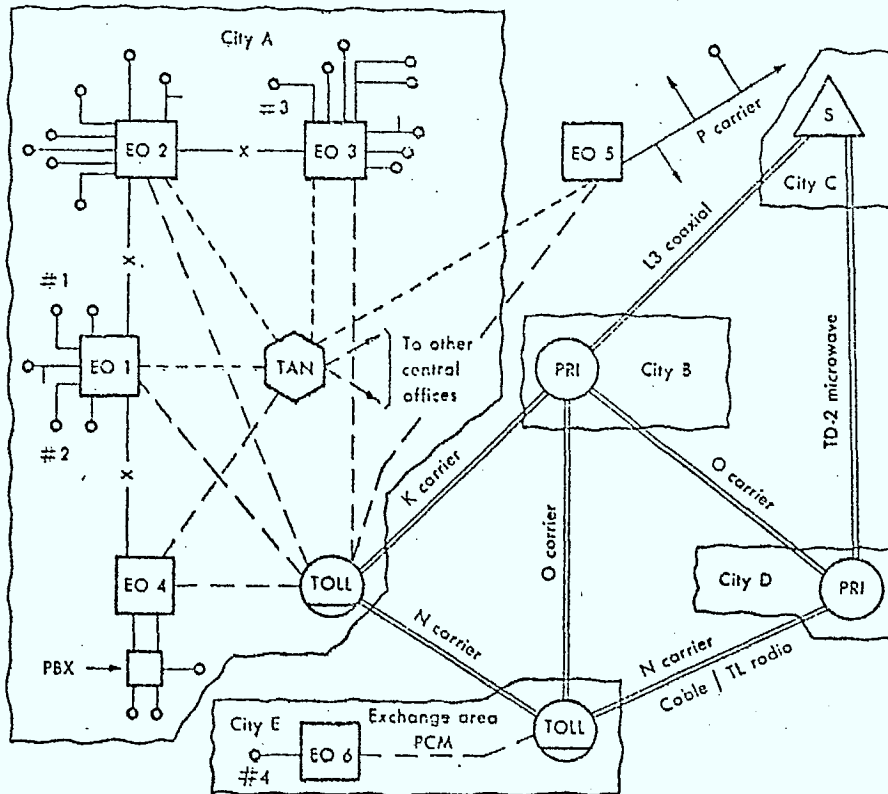 City A
#3
EO 2
X
EO 3
EO 5
P carrier
S
City C
L3 coaxial
TD-2 microwave
X
#1
EO 1
TAN
To other
central
offices
PRI
City B
#2
X
K carrier
O carrier
O carrier
EO 4
TOLL
City D
PRI
PBX
N carrier
N carrier
Cable / TL radio
City E
Exchange area
PCM
EO 6
TOLL
#4